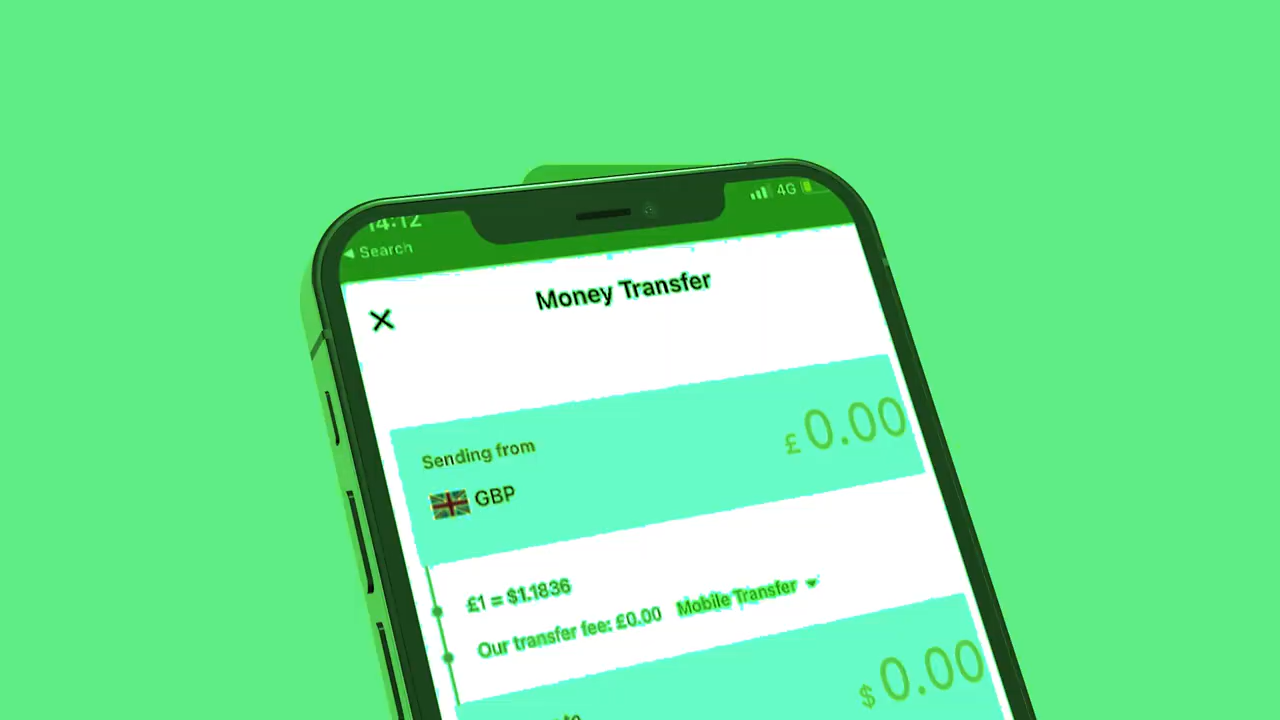 14:12
4G
◀ Search
Money Transfer
£ 0.00
Sending from
GBP
£1 = $1.1836
Our transfer fee: £0.00 Mobile Transfer
$ 0.00